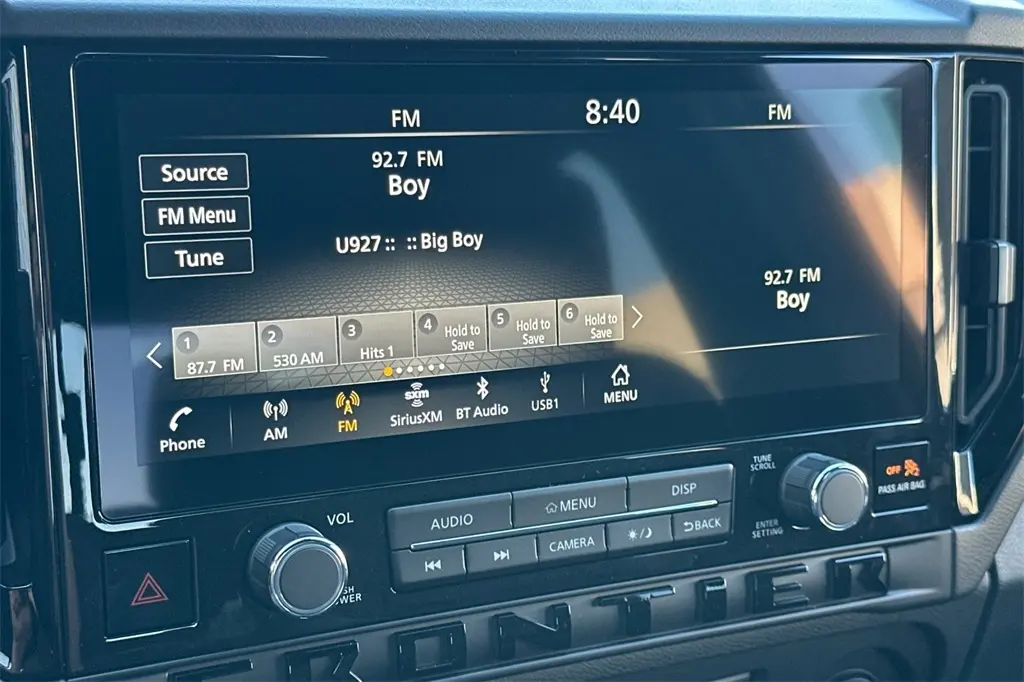 FM 8:40 FM
92.7 FM
Boy
Source
FM Menu
Tune
U927 :: :: Big Boy
92.7 FM
Boy
1 87.7 FM
2 530 AM
3 Hits 1
4 Hold to Save
5 Hold to Save
6 Hold to Save
Phone
AM
FM
sxm
SiriusXM
BT Audio
USB1
MENU
VOL
AUDIO
MENU
DISP
CAMERA
BACK
TUNE
SCROLL
ENTER
SETTING
OFF
PASS AIR BAG
FRONTIER